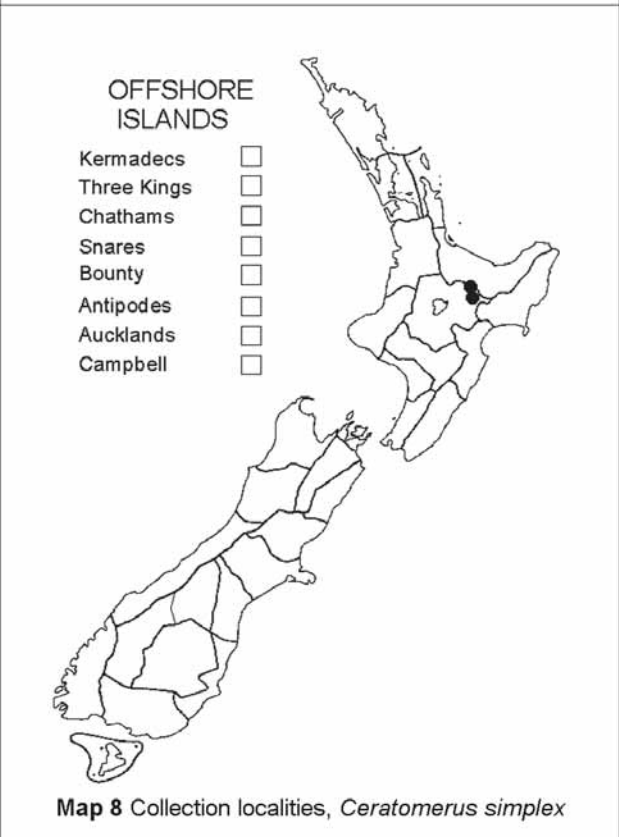 OFFSHORE
ISLANDS
Kermadecs
Three Kings
Chathams
Snares
Bounty
Antipodes
Aucklands
Campbell
Map 8 Collection localities, Ceratomerus simplex